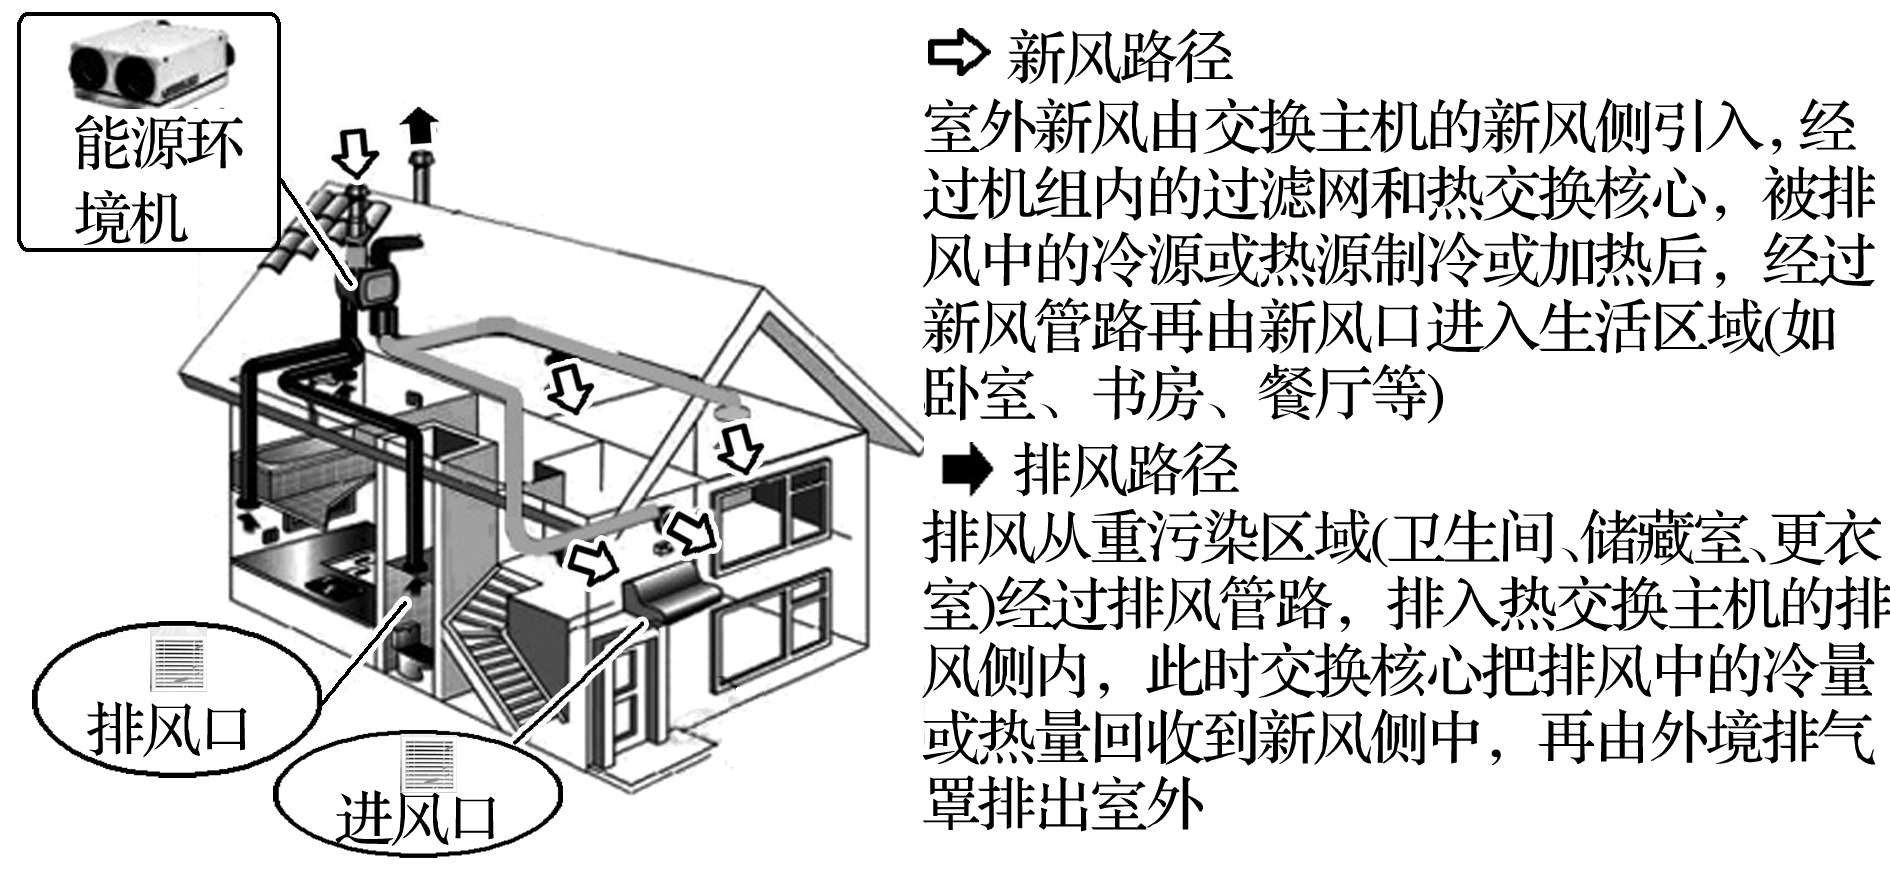 能源环
境机
排风口
进风口
新风路径
室外新风由交换主机的新风侧引入,经
过机组内的过滤网和热交换核心，被排
风中的冷源或热源制冷或加热后，经过
新风管路再由新风口进入生活区域(如
卧室、书房、餐厅等)
排风路径
排风从重污染区域(卫生间、储藏室、更衣
室)经过排风管路，排入热交换主机的排
风侧内，此时交换核心把排风中的冷量
或热量回收到新风侧中，再由外境排气
罩排出室外